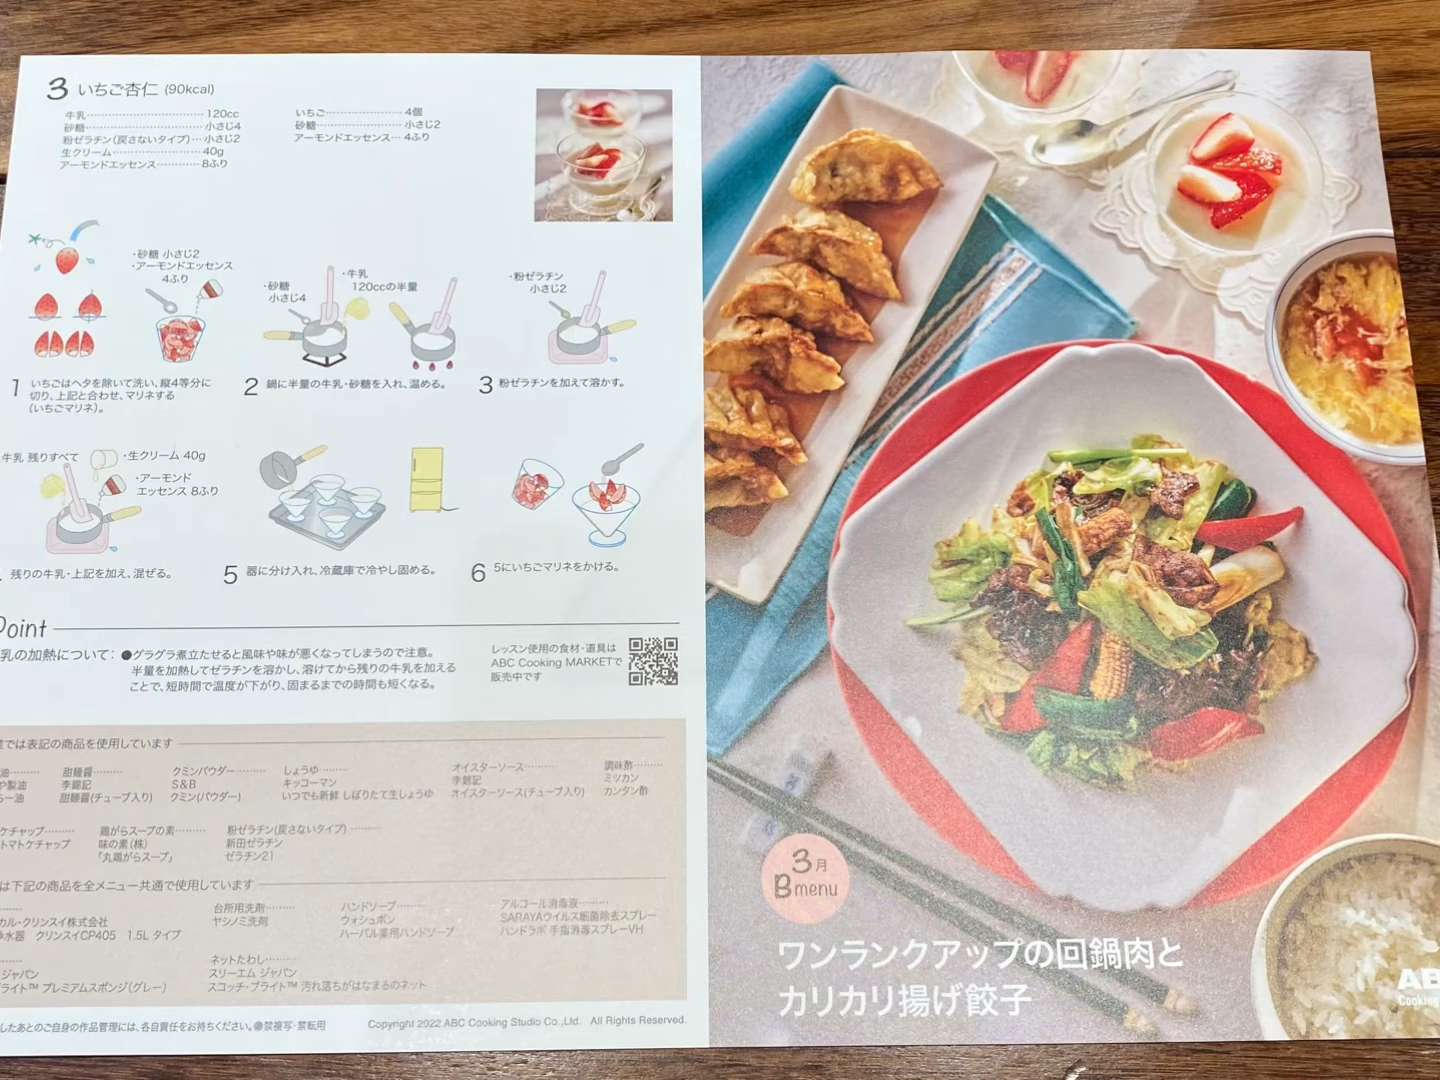 3 いちご杏仁 (90kcal)
牛乳……120cc
砂糖……小さじ4
粉ゼラチン(戻さないタイプ)…小さじ2
生クリーム……40g
アーモンドエッセンス……8ふり
いちご……4個
砂糖……小さじ2
アーモンドエッセンス…4ふり
・砂糖 小さじ2
・アーモンドエッセンス
4ふり
1 いちごはヘタを除いて洗い、縦4等分に
切り、上記と合わせ、マリネする
(いちごマリネ)。
・砂糖
小さじ4
・牛乳
120ccの半量
2 鍋に半量の牛乳・砂糖を入れ、温める。
・粉ゼラチン
小さじ2
3 粉ゼラチンを加えて溶かす。
牛乳 残りすべて
・生クリーム 40g
・アーモンド
エッセンス 8ふり
残りの牛乳・上記を加え、混ぜる。
5 器に分け入れ、冷蔵庫で冷やし固める。
6 5にいちごマリネをかける。
Point
乳の加熱について：●グラグラ煮立たせると風味や味が悪くなってしまうので注意。
半量を加熱してゼラチンを溶かし、溶けてから残りの牛乳を加える
ことで、短時間で温度が下がり、固まるまでの時間も短くなる。
レッスン使用の食材・道具は
ABC Cooking MARKETで
販売中です
では表記の商品を使用しています
油……
や製油
らー油
甜麺醤……
李錦記
甜麺醤(チューブ入り)
クミンパウダー……
S&B
クミン(パウダー)
しょうゆ……
キッコーマン
いつでも新鮮 しぼりたて生しょうゆ
オイスターソース……
李錦記
オイスターソース(チューブ入り)
調味酢……
ミツカン
カンタン酢
ケチャップ……
トマトケチャップ
鶏がらスープの素……
味の素(株)
「丸鶏がらスープ」
粉ゼラチン(戻さないタイプ)……
新田ゼラチン
ゼラチン21
は下記の商品を全メニュー共通で使用しています
カル・クリンスイ株式会社
浄水器 クリンスイCP405 1.5L タイプ
台所用洗剤……
ヤシノミ洗剤
ハンドソープ……
ウォシュボン
ハーバル薬用ハンドソープ
アルコール消毒液……
SARAYAウイルス細菌除去スプレー
ハンドラボ 手指消毒スプレーVH
ジャパン
ブライト™ プレミアムスポンジ(グレー)
ネットたわし……
スリーエム ジャパン
スコッチ・ブライト™ 汚れ落ちがはなまるのネット
したあとのご自身の作品管理には、各自責任をお持ちください。●禁複写・禁転用
Copyright 2022 ABC Cooking Studio Co.,Ltd. All Rights Reserved.
3月
B menu
ワンランクアップの回鍋肉と
カリカリ揚げ餃子
AB
Cooking